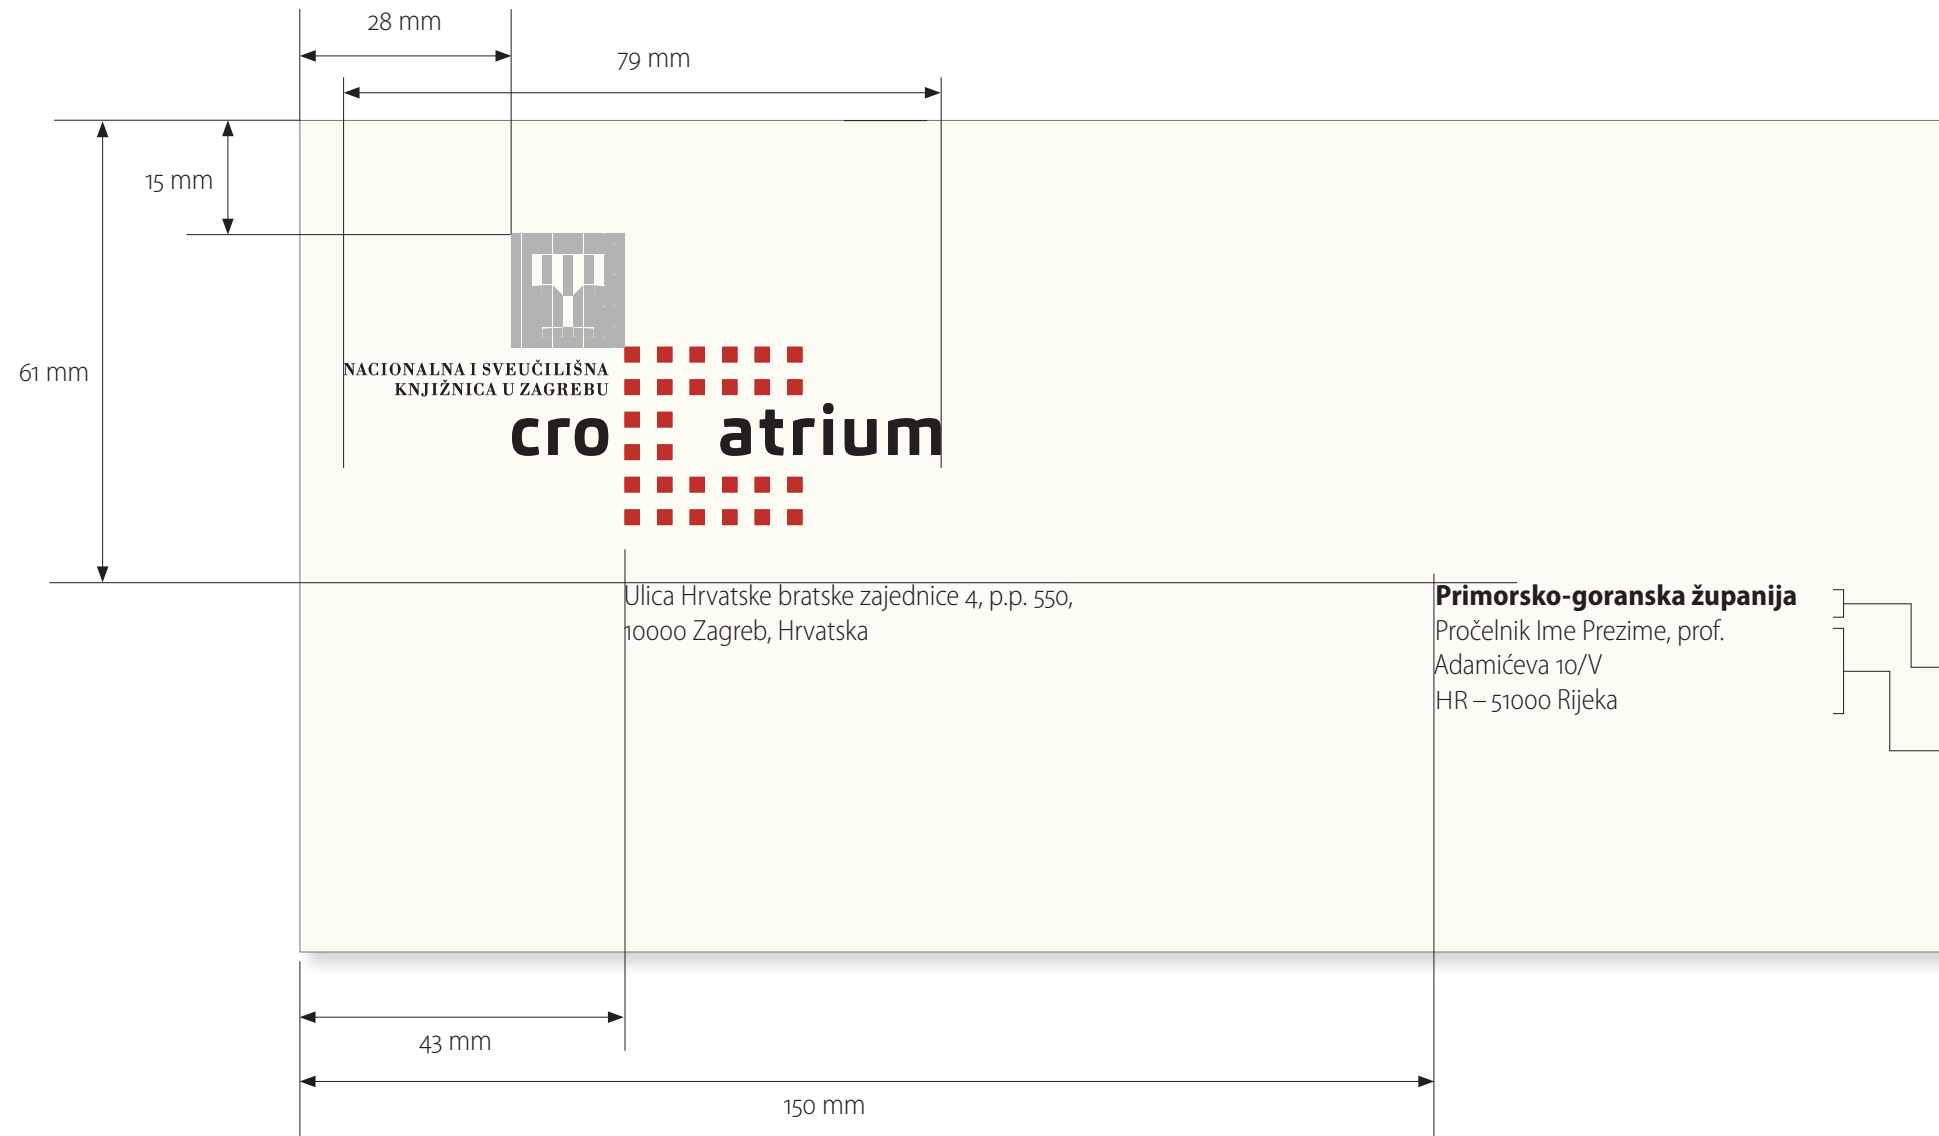 28 mm
79 mm
15 mm
61 mm
NACIONALNA I SVEUČILIŠNA
KNJIŽNICA U ZAGREBU
cro atrium
Ulica Hrvatske bratske zajednice 4, p.p. 550,
10000 Zagreb, Hrvatska
Primorsko-goranska županija
Pročelnik Ime Prezime, prof.
Adamićeva 10/V
HR – 51000 Rijeka
43 mm
150 mm